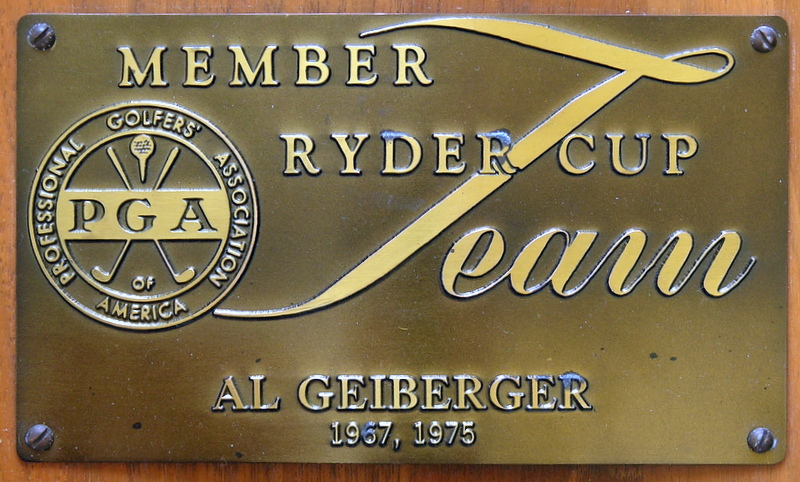 MEMBER
RYDER CUP
Team
PROFESSIONAL GOLFERS' ASSOCIATION
PGA
OF
AMERICA
AL GEIBERGER
1967, 1975